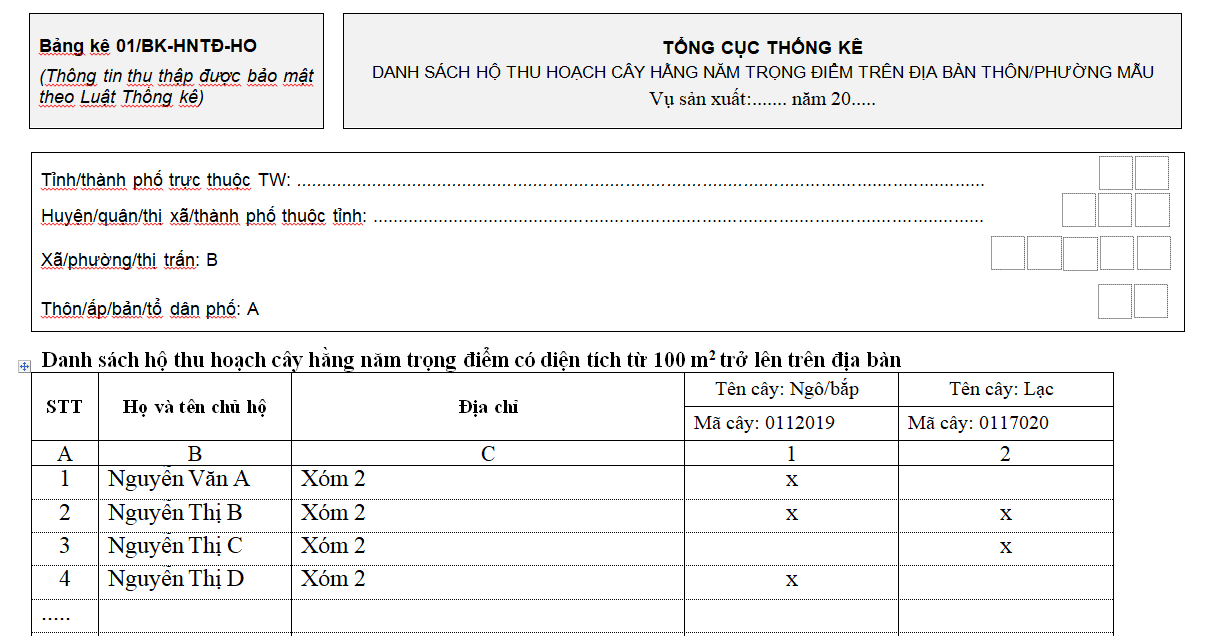 Bảng kê 01/BK-HNTĐ-HO
(Thông tin thu thập được bảo mật
theo Luật Thống kê)
TỔNG CỤC THỐNG KÊ
DANH SÁCH HỘ THU HOẠCH CÂY HẰNG NĂM TRỌNG ĐIỂM TRÊN ĐỊA BÀN THÔN/PHƯỜNG MẪU
Vụ sản xuất:....... năm 20.....
Tỉnh/thành phố trực thuộc TW: ........................................................................................................................................
Huyện/quận/thị xã/thành phố thuộc tỉnh: .........................................................................................................................
Xã/phường/thị trấn: B
Thôn/ấp/bản/tổ dân phố: A
Danh sách hộ thu hoạch cây hằng năm trọng điểm có diện tích từ 100 m² trở lên trên địa bàn
STT Họ và tên chủ hộ Địa chỉ Tên cây: Ngô/bắp Tên cây: Lạc
Mã cây: 0112019 Mã cây: 0117020
A B C 1 2
1 Nguyễn Văn A Xóm 2 x
2 Nguyễn Thị B Xóm 2 x x
3 Nguyễn Thị C Xóm 2 x
4 Nguyễn Thị D Xóm 2 x
.....